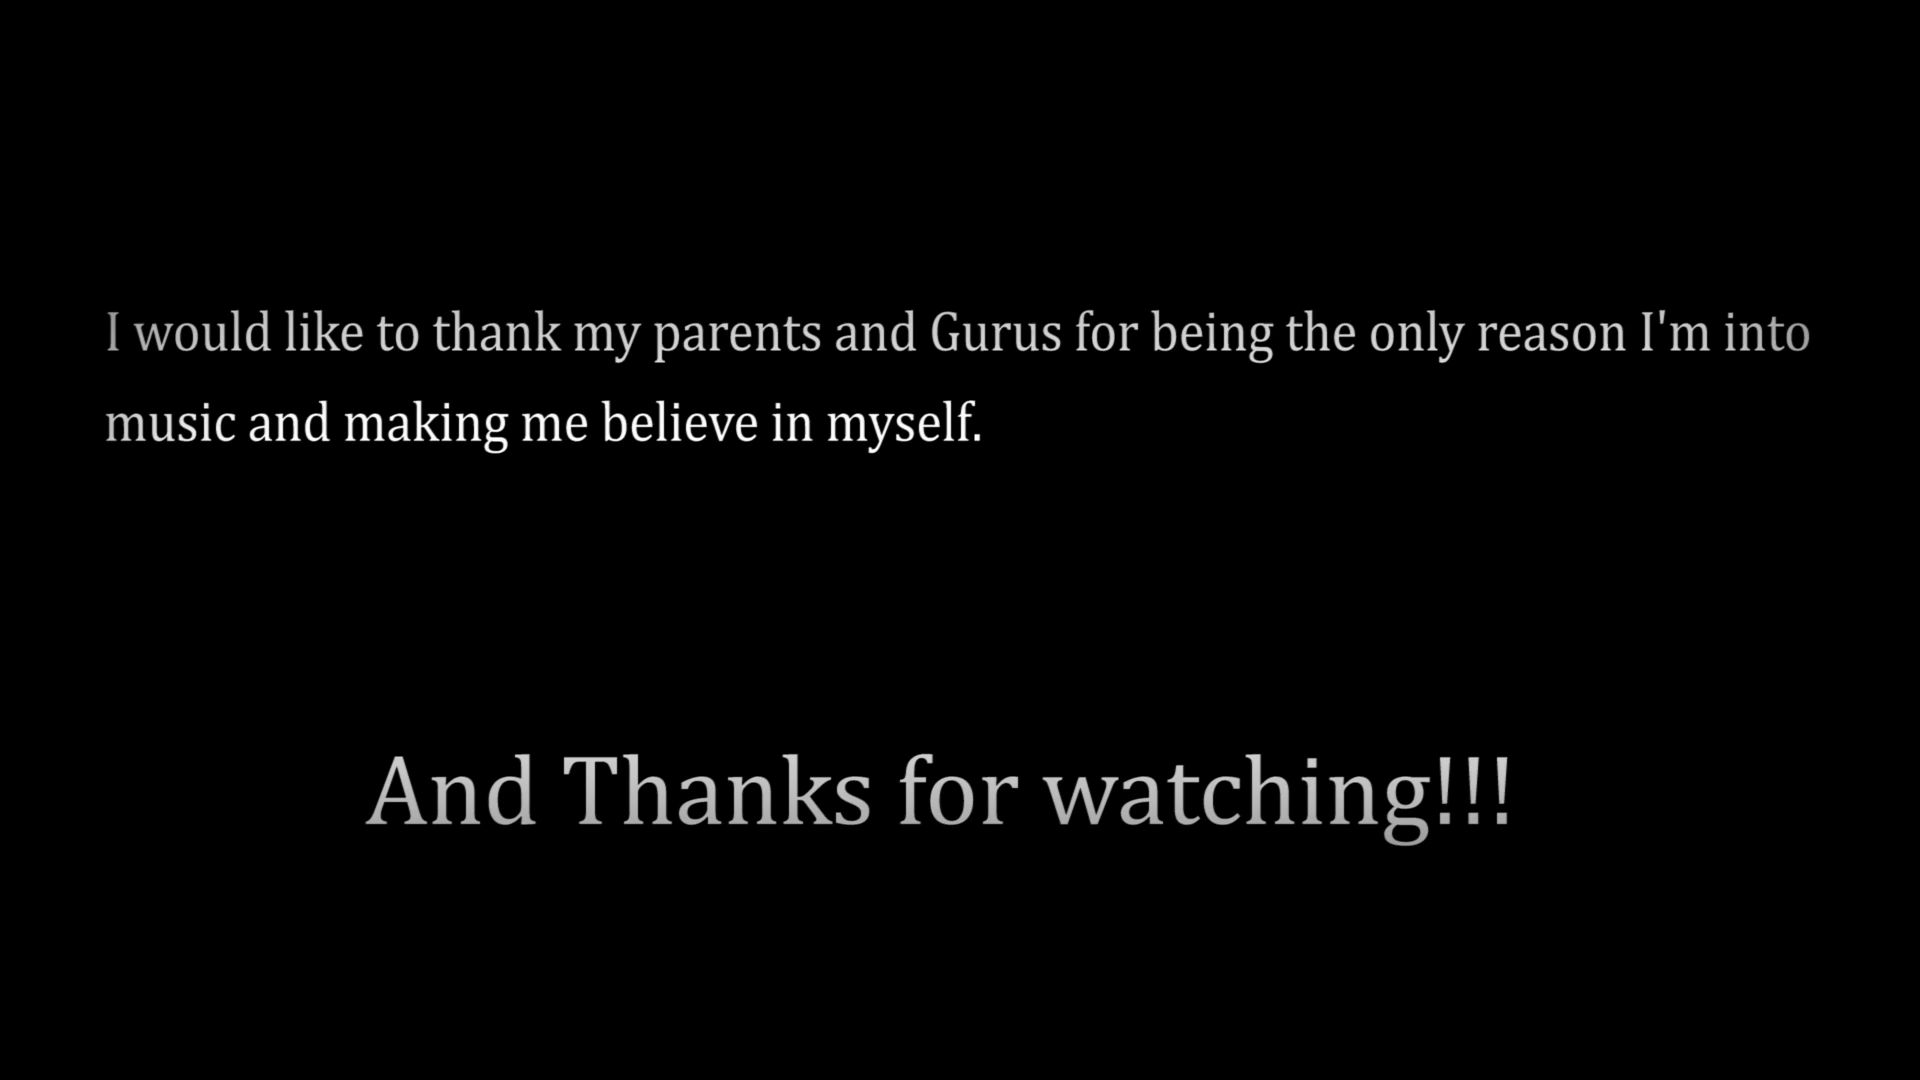 I would like to thank my parents and Gurus for being the only reason I'm into
music and making me believe in myself.
And Thanks for watching!!!